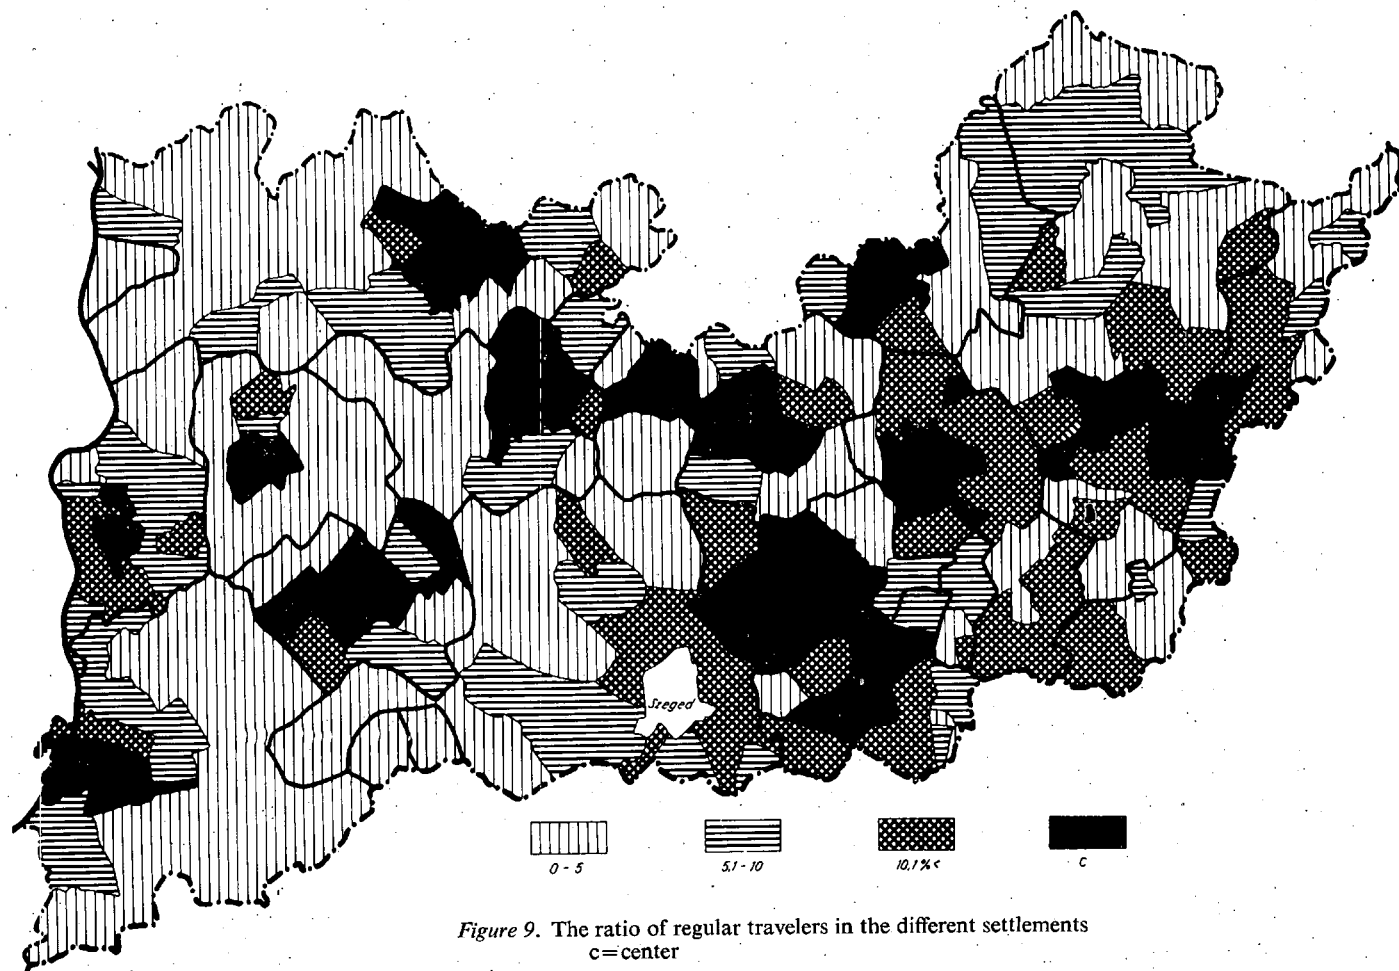 Szeged
0-5
5,1-10
10,1%<
C
Figure 9. The ratio of regular travelers in the different settlements
c=center